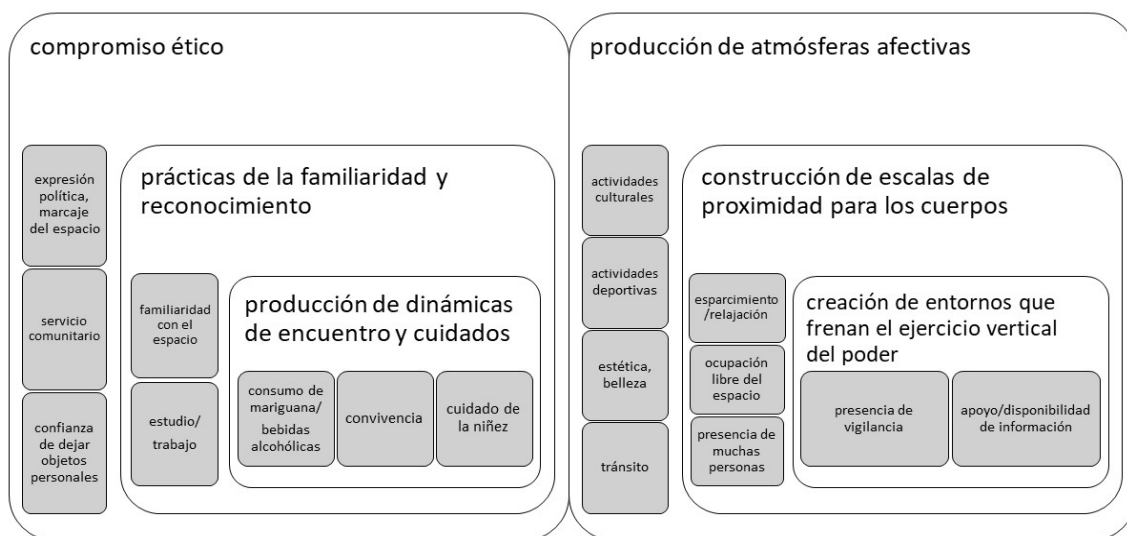 compromiso ético
expresión
política,
marcaje
del espacio
servicio
comunitario
confianza
de dejar
objetos
personales
prácticas de la familiaridad y
reconocimiento
familiaridad
con el
espacio
estudio/
trabajo
producción de dinámicas
de encuentro y cuidados
consumo de
mariguana/
bebidas
alcohólicas
convivencia
cuidado de
la niñez
producción de atmósferas afectivas
actividades
culturales
actividades
deportivas
estética,
belleza
tránsito
construcción de escalas de
proximidad para los cuerpos
esparcimiento
/relajación
ocupación
libre del
espacio
presencia de
muchas
personas
creación de entornos que
frenan el ejercicio vertical
del poder
presencia de
vigilancia
apoyo/disponibilidad
de información